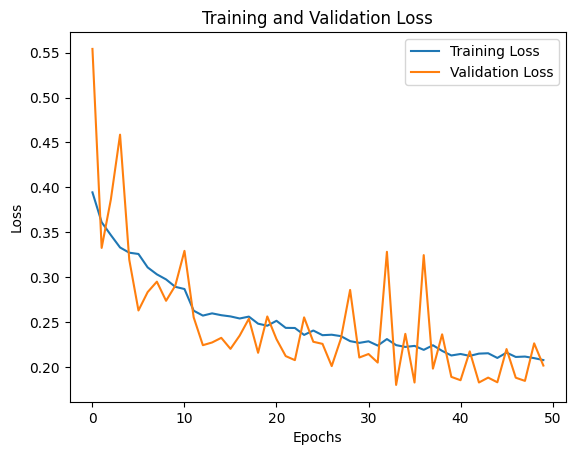 Training and Validation Loss
Training Loss
Validation Loss
Loss
0.55
0.50
0.45
0.40
0.35
0.30
0.25
0.20
0 10 20 30 40 50
Epochs